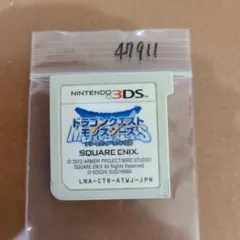 47911
NINTENDO 3DS
ドラゴンクエスト
モンスターズ
SQUARE ENIX.
© 2012 ARMOR PROJECT/BIRD STUDIO/
SQUARE ENIX All Rights Reserved.
© KOICHI SUGIYAMA
LNA-CTR-ATWJ-JPN